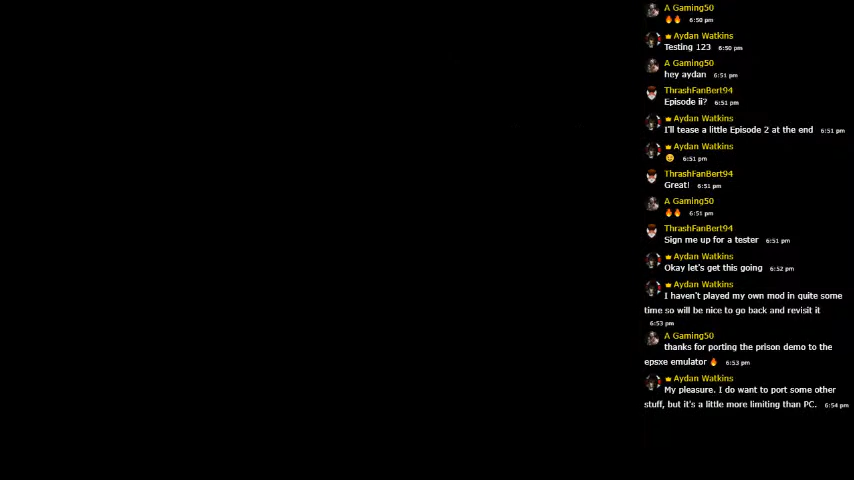 A Gaming50
🔥🔥 6:50 pm
Aydan Watkins
Testing 123 6:50 pm
A Gaming50
hey aydan 6:51 pm
ThrashFanBert94
Episode ii? 6:51 pm
Aydan Watkins
I'll tease a little Episode 2 at the end 6:51 pm
Aydan Watkins
🙂 6:51 pm
ThrashFanBert94
Great! 6:51 pm
A Gaming50
🔥🔥 6:51 pm
ThrashFanBert94
Sign me up for a tester 6:51 pm
Aydan Watkins
Okay let's get this going 6:52 pm
Aydan Watkins
I haven't played my own mod in quite some
time so will be nice to go back and revisit it
6:53 pm
A Gaming50
thanks for porting the prison demo to the
epsxe emulator 🔥 6:53 pm
Aydan Watkins
My pleasure. I do want to port some other
stuff, but it's a little more limiting than PC. 6:54 pm